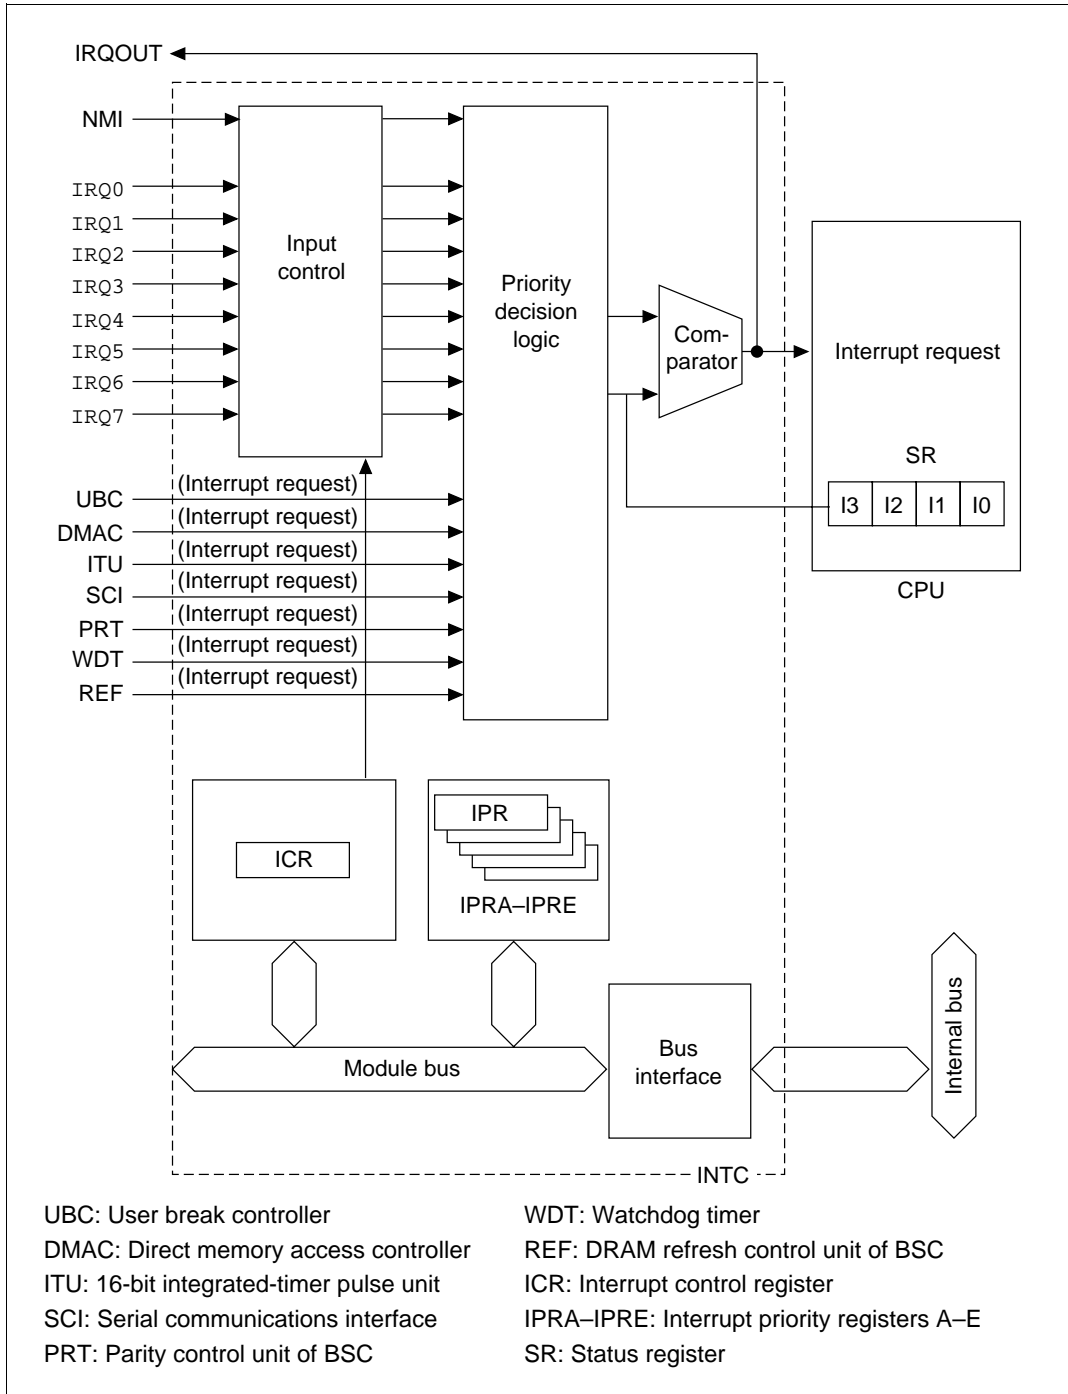 IRQOUT
NMI
IRQ0
IRQ1
IRQ2
IRQ3
IRQ4
IRQ5
IRQ6
IRQ7
Input
control
Priority
decision
logic
Com-
parator
Interrupt request
SR
I3 I2 I1 I0
CPU
UBC (Interrupt request)
DMAC (Interrupt request)
ITU (Interrupt request)
SCI (Interrupt request)
PRT (Interrupt request)
WDT (Interrupt request)
REF (Interrupt request)
ICR
IPR
IPRA–IPRE
Module bus
Bus
interface
Internal bus
INTC
UBC: User break controller
DMAC: Direct memory access controller
ITU: 16-bit integrated-timer pulse unit
SCI: Serial communications interface
PRT: Parity control unit of BSC
WDT: Watchdog timer
REF: DRAM refresh control unit of BSC
ICR: Interrupt control register
IPRA–IPRE: Interrupt priority registers A–E
SR: Status register